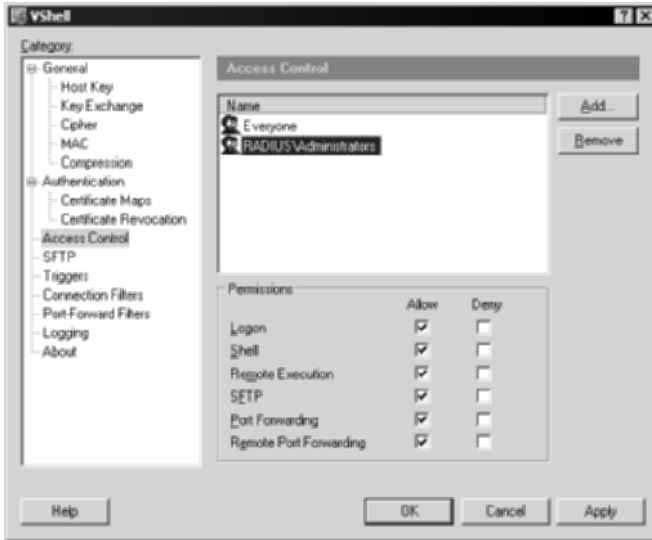 VShell
Category:
General
Host Key
Key Exchange
Cipher
MAC
Compression
Authentication
Certificate Maps
Certificate Revocation
Access Control
SFTP
Triggers
Connection Filters
Port-Forward Filters
Logging
About
Access Control
Name
Everyone
RADIUS\Administrators
Add...
Remove
Permissions
Allow Deny
Logon
Shell
Remote Execution
SFTP
Port Forwarding
Remote Port Forwarding
Help OK Cancel Apply